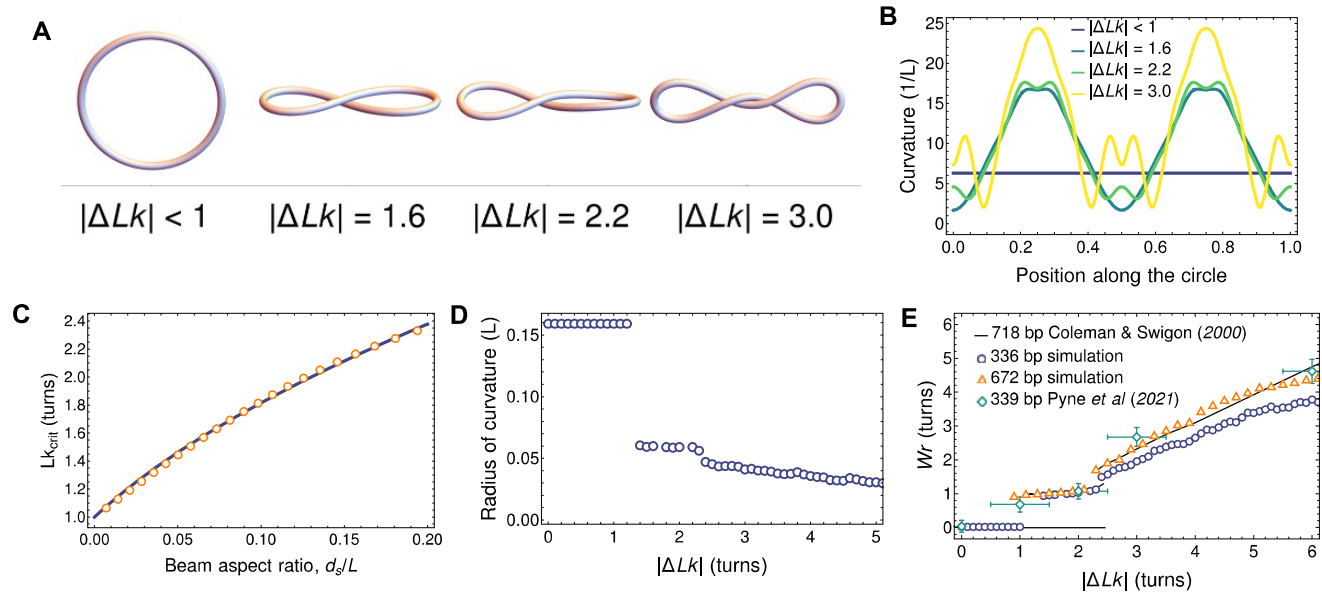 A
|ΔLk| < 1
|ΔLk| = 1.6
|ΔLk| = 2.2
|ΔLk| = 3.0
B
25
20
15
10
5
0
Curvature (1/L)
|ΔLk| < 1
|ΔLk| = 1.6
|ΔLk| = 2.2
|ΔLk| = 3.0
0.0 0.2 0.4 0.6 0.8 1.0
Position along the circle
C
2.4
2.2
2.0
1.8
1.6
1.4
1.2
1.0
Lkcrit (turns)
0.00 0.05 0.10 0.15 0.20
Beam aspect ratio, ds/L
D
0.15
0.10
0.05
0.00
Radius of curvature (L)
0 1 2 3 4 5
|ΔLk| (turns)
E
6
5
4
3
2
1
0
Wr (turns)
718 bp Coleman & Swigon (2000)
336 bp simulation
672 bp simulation
339 bp Pyne et al (2021)
0 1 2 3 4 5 6
|ΔLk| (turns)